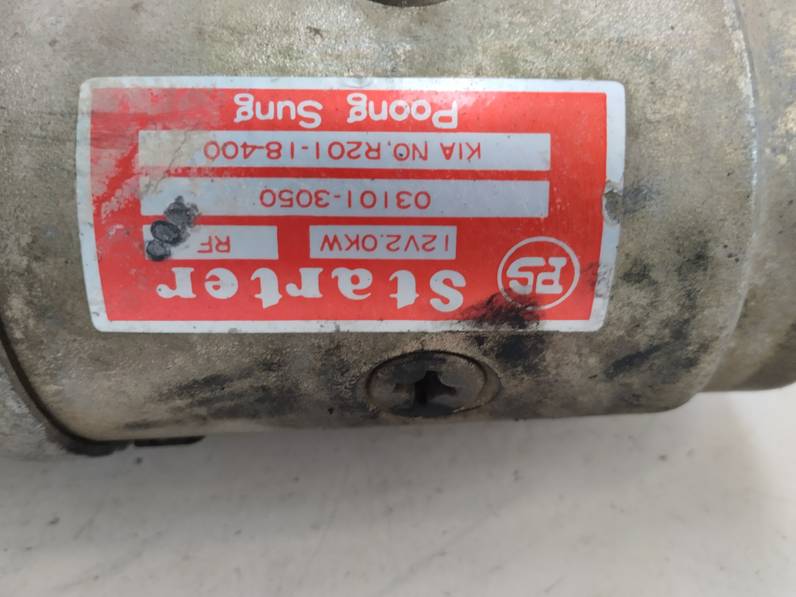 PS Starter
12V2.0KW RF
03101-3050
KIA NO,R201-18-400
Poong Sung